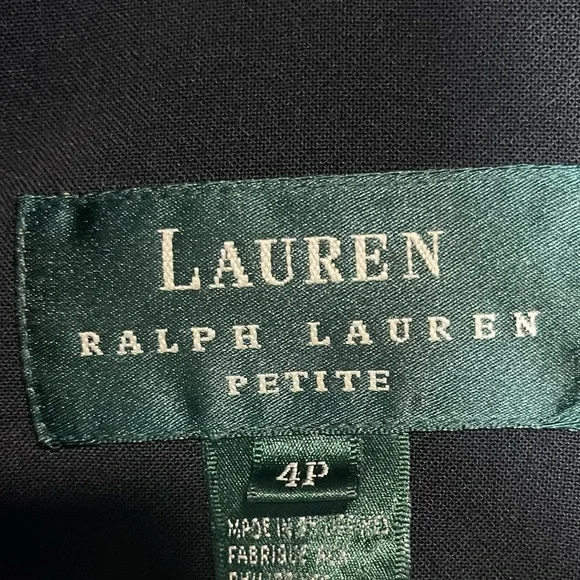 LAUREN
RALPH LAUREN
PETITE
4P
MADE IN
FABRIQUE